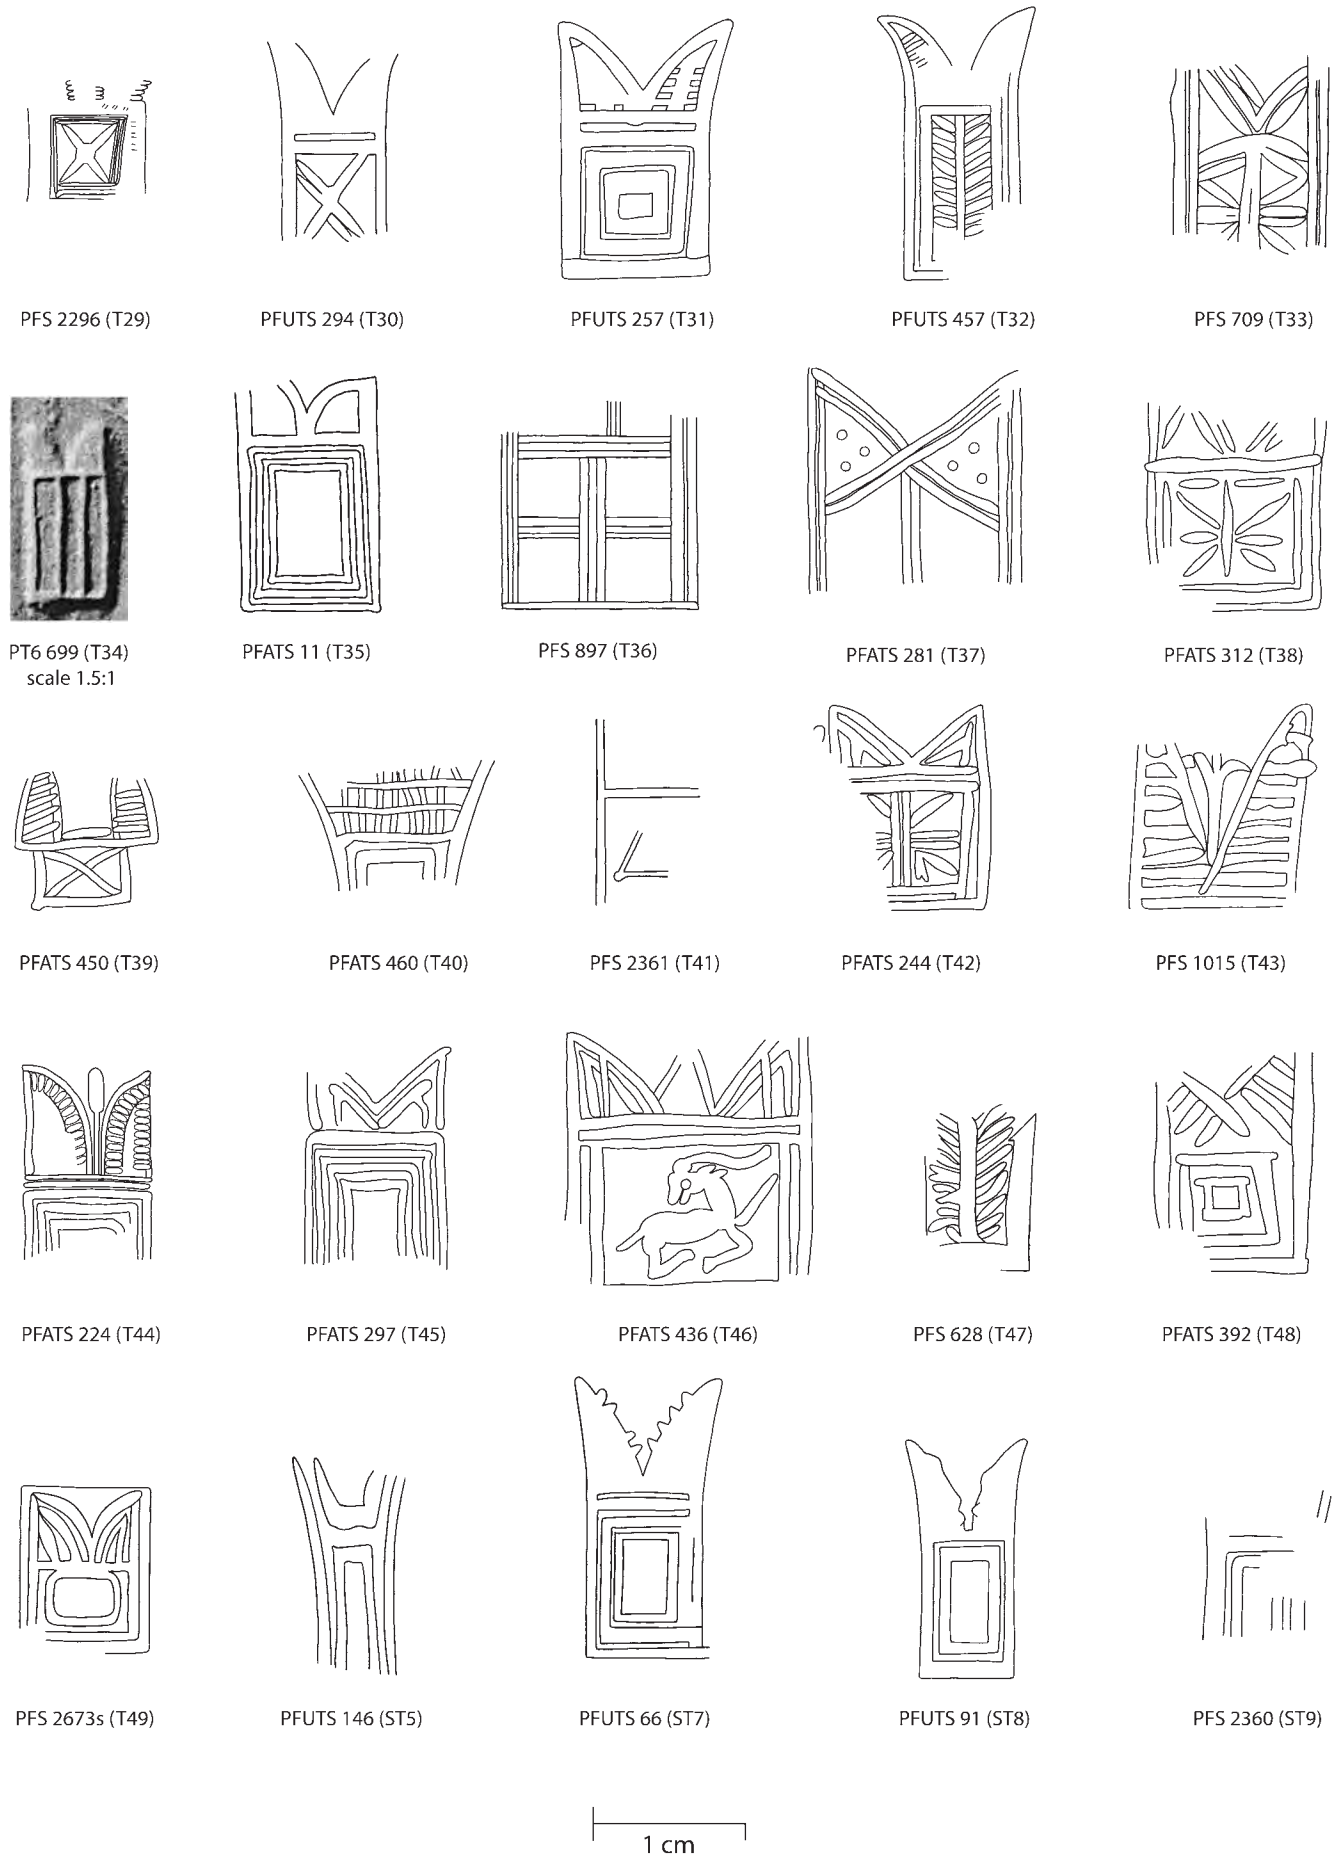 PFS 2296 (T29)
PFUTS 294 (T30)
PFUTS 257 (T31)
PFUTS 457 (T32)
PFS 709 (T33)
PT6 699 (T34)
scale 1.5:1
PFATS 11 (T35)
PFS 897 (T36)
PFATS 281 (T37)
PFATS 312 (T38)
PFATS 450 (T39)
PFATS 460 (T40)
PFS 2361 (T41)
PFATS 244 (T42)
PFS 1015 (T43)
PFATS 224 (T44)
PFATS 297 (T45)
PFATS 436 (T46)
PFS 628 (T47)
PFATS 392 (T48)
PFS 2673s (T49)
PFUTS 146 (ST5)
PFUTS 66 (ST7)
PFUTS 91 (ST8)
PFS 2360 (ST9)
1 cm